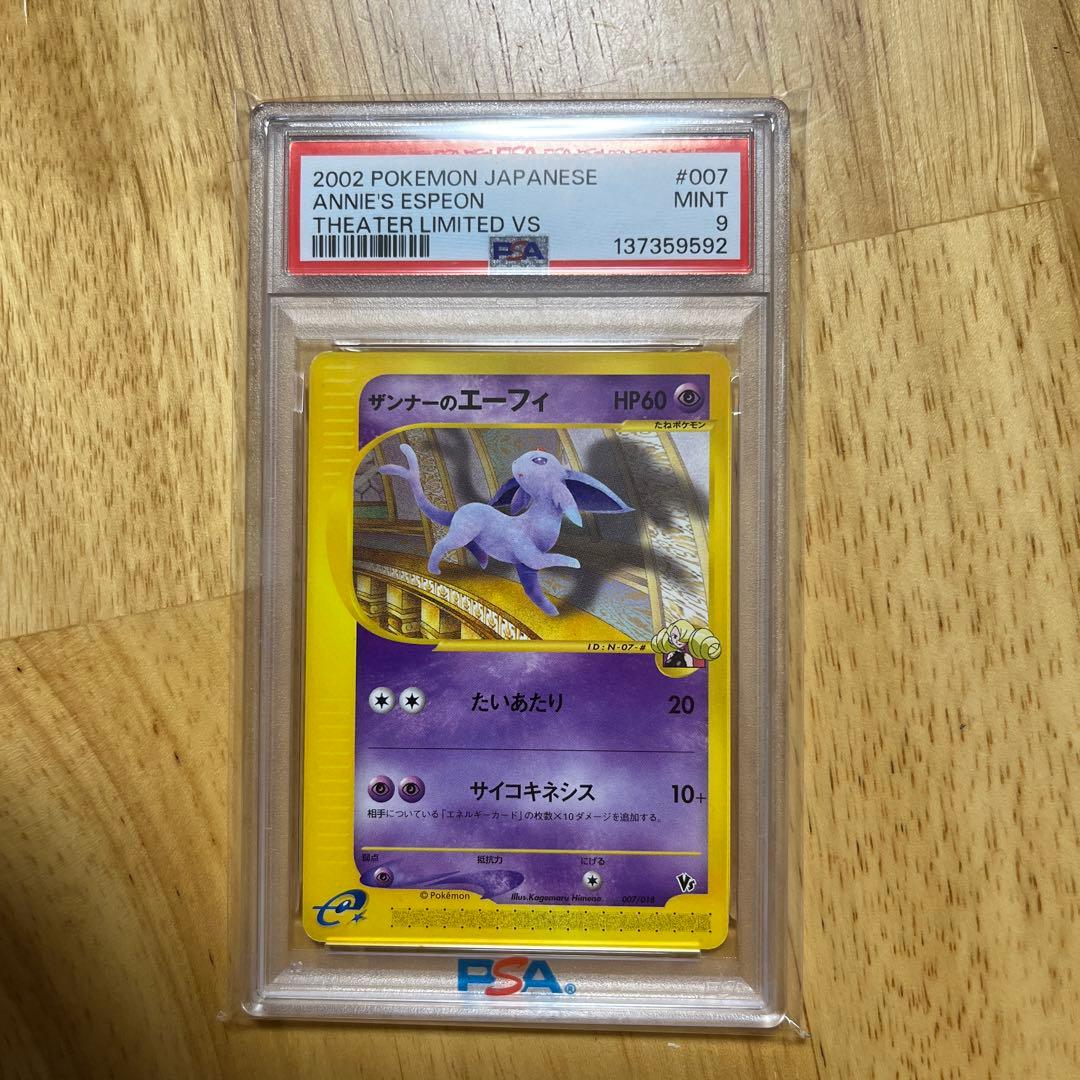 2002 POKEMON JAPANESE #007
ANNIE'S ESPEON MINT
THEATER LIMITED VS 9
PSA 137359592
ザンナーのエーフィ HP60
たねポケモン
ID:N-07-#
たいあたり 20
サイコキネシス 10+
相手についている「エネルギーカード」の枚数×10ダメージを追加する。
弱点 抵抗力 にげる
VS
©Pokémon Illus.Kagemaru Himeno 007/018
e
PSA®